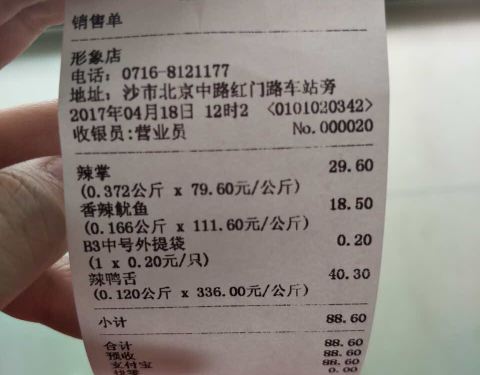 销售单
形象店
电话: 0716-8121177
地址: 沙市北京中路红门路车站旁
2017年04月18日 12时2 <0101020342>
收银员:营业员 No.000020
辣掌 29.60
(0.372公斤 x 79.60元/公斤)
香辣鱿鱼 18.50
(0.166公斤 x 111.60元/公斤)
B3中号外提袋 0.20
(1 x 0.20元/只)
辣鸭舌 40.30
(0.120公斤 x 336.00元/公斤)
小计 88.60
合计 88.60
预收 88.60
支付宝 88.60
找零 0.00